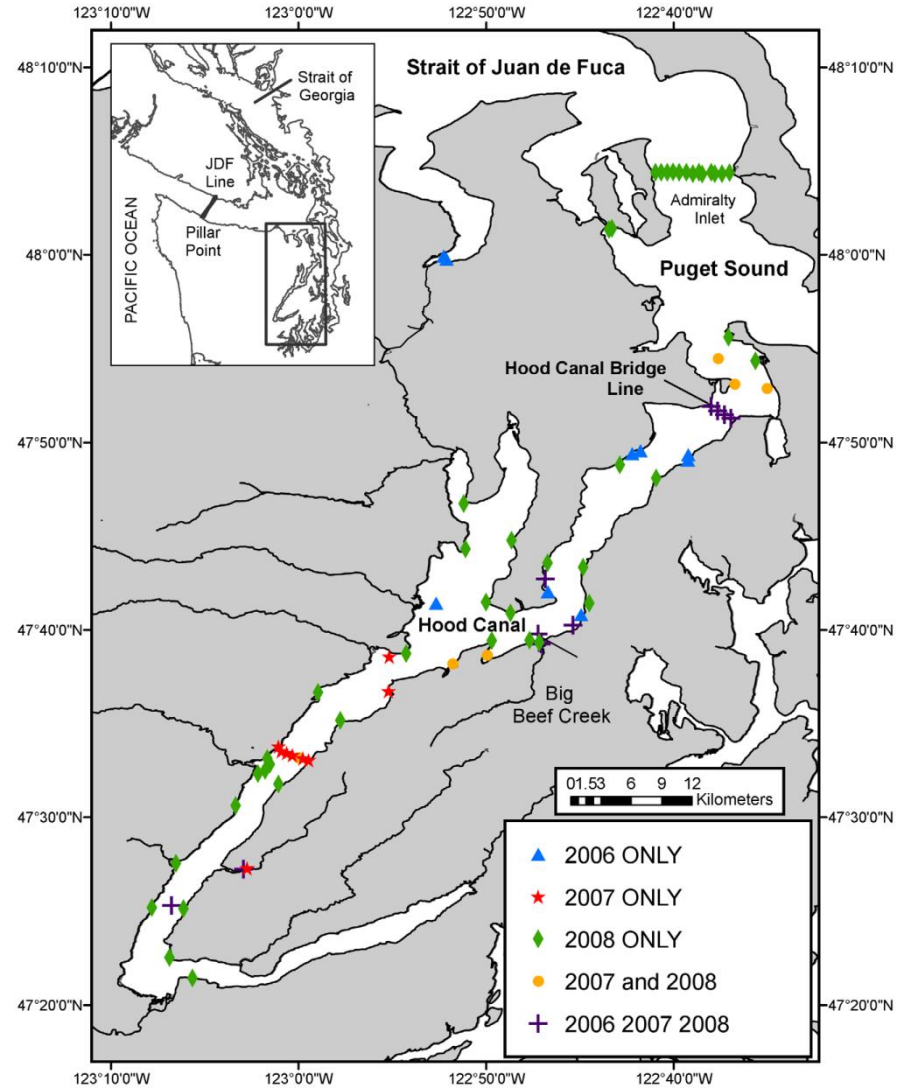 123°10'0"W 123°0'0"W 122°50'0"W 122°40'0"W
48°10'0"N
48°10'0"N
Strait of Juan de Fuca
Strait of
Georgia
JDF
Line
Pillar
Point
PACIFIC OCEAN
Admiralty
Inlet
48°0'0"N
48°0'0"N
Puget Sound
Hood Canal Bridge
Line
47°50'0"N
47°50'0"N
47°40'0"N
47°40'0"N
Hood Canal
Big
Beef Creek
47°30'0"N
47°30'0"N
01.53 6 9 12
Kilometers
2006 ONLY
2007 ONLY
2008 ONLY
2007 and 2008
2006 2007 2008
47°20'0"N
47°20'0"N
123°10'0"W 123°0'0"W 122°50'0"W 122°40'0"W